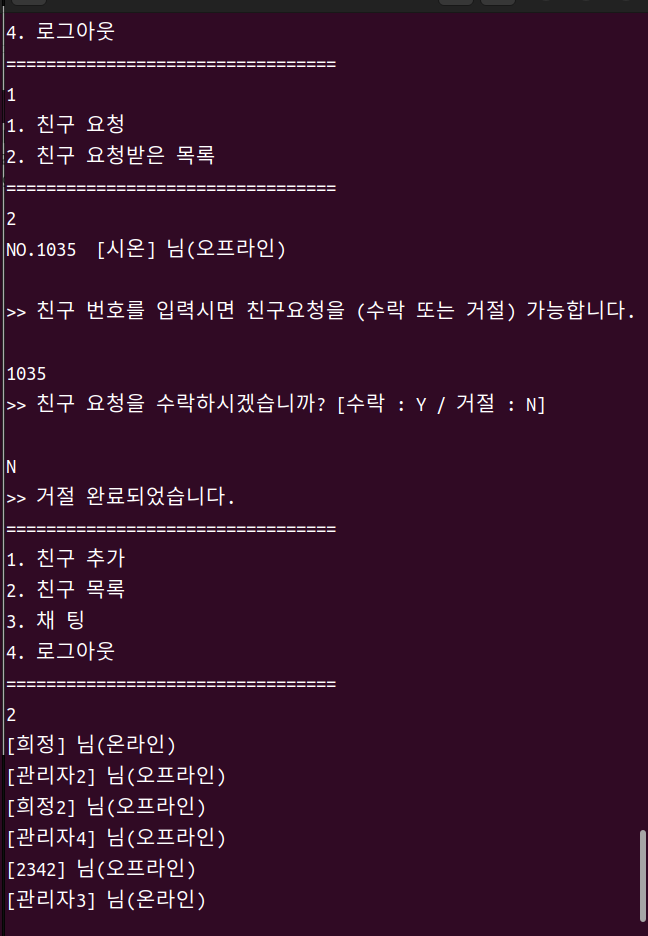 4. 로그아웃
=================================
1
1. 친구 요청
2. 친구 요청받은 목록
=================================
2
NO.1035  [시온] 님(오프라인)
>> 친구 번호를 입력시면 친구요청을 (수락 또는 거절) 가능합니다.
1035
>> 친구 요청을 수락하시겠습니까? [수락 : Y / 거절 : N]
N
>> 거절 완료되었습니다.
=================================
1. 친구 추가
2. 친구 목록
3. 채 팅
4. 로그아웃
=================================
2
[희정] 님(온라인)
[관리자2] 님(오프라인)
[희정2] 님(오프라인)
[관리자4] 님(오프라인)
[2342] 님(오프라인)
[관리자3] 님(온라인)